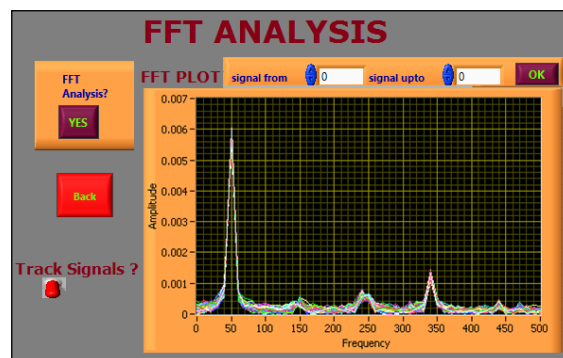 FFT ANALYSIS
FFT
Analysis?
YES
FFT PLOT
signal from
0
signal upto
0
OK
Back
Track Signals ?
Amplitude
0.007
0.006
0.005
0.004
0.003
0.002
0.001
0
0 50 100 150 200 250 300 350 400 450 500
Frequency